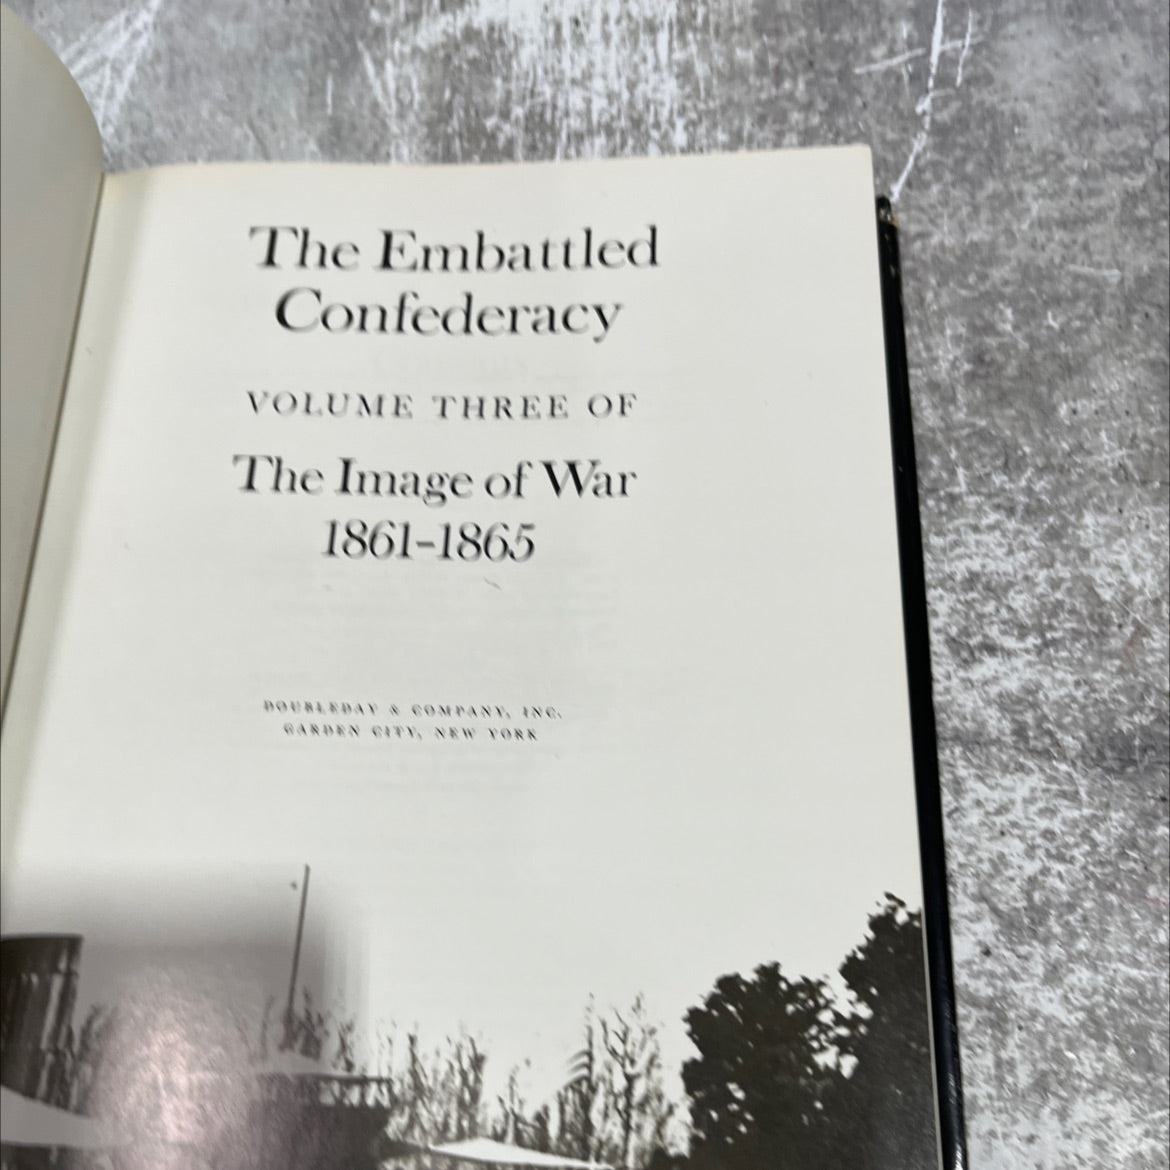 The Embattled
Confederacy
VOLUME THREE OF
The Image of War
1861-1865
DOUBLEDAY & COMPANY, INC.
GARDEN CITY, NEW YORK